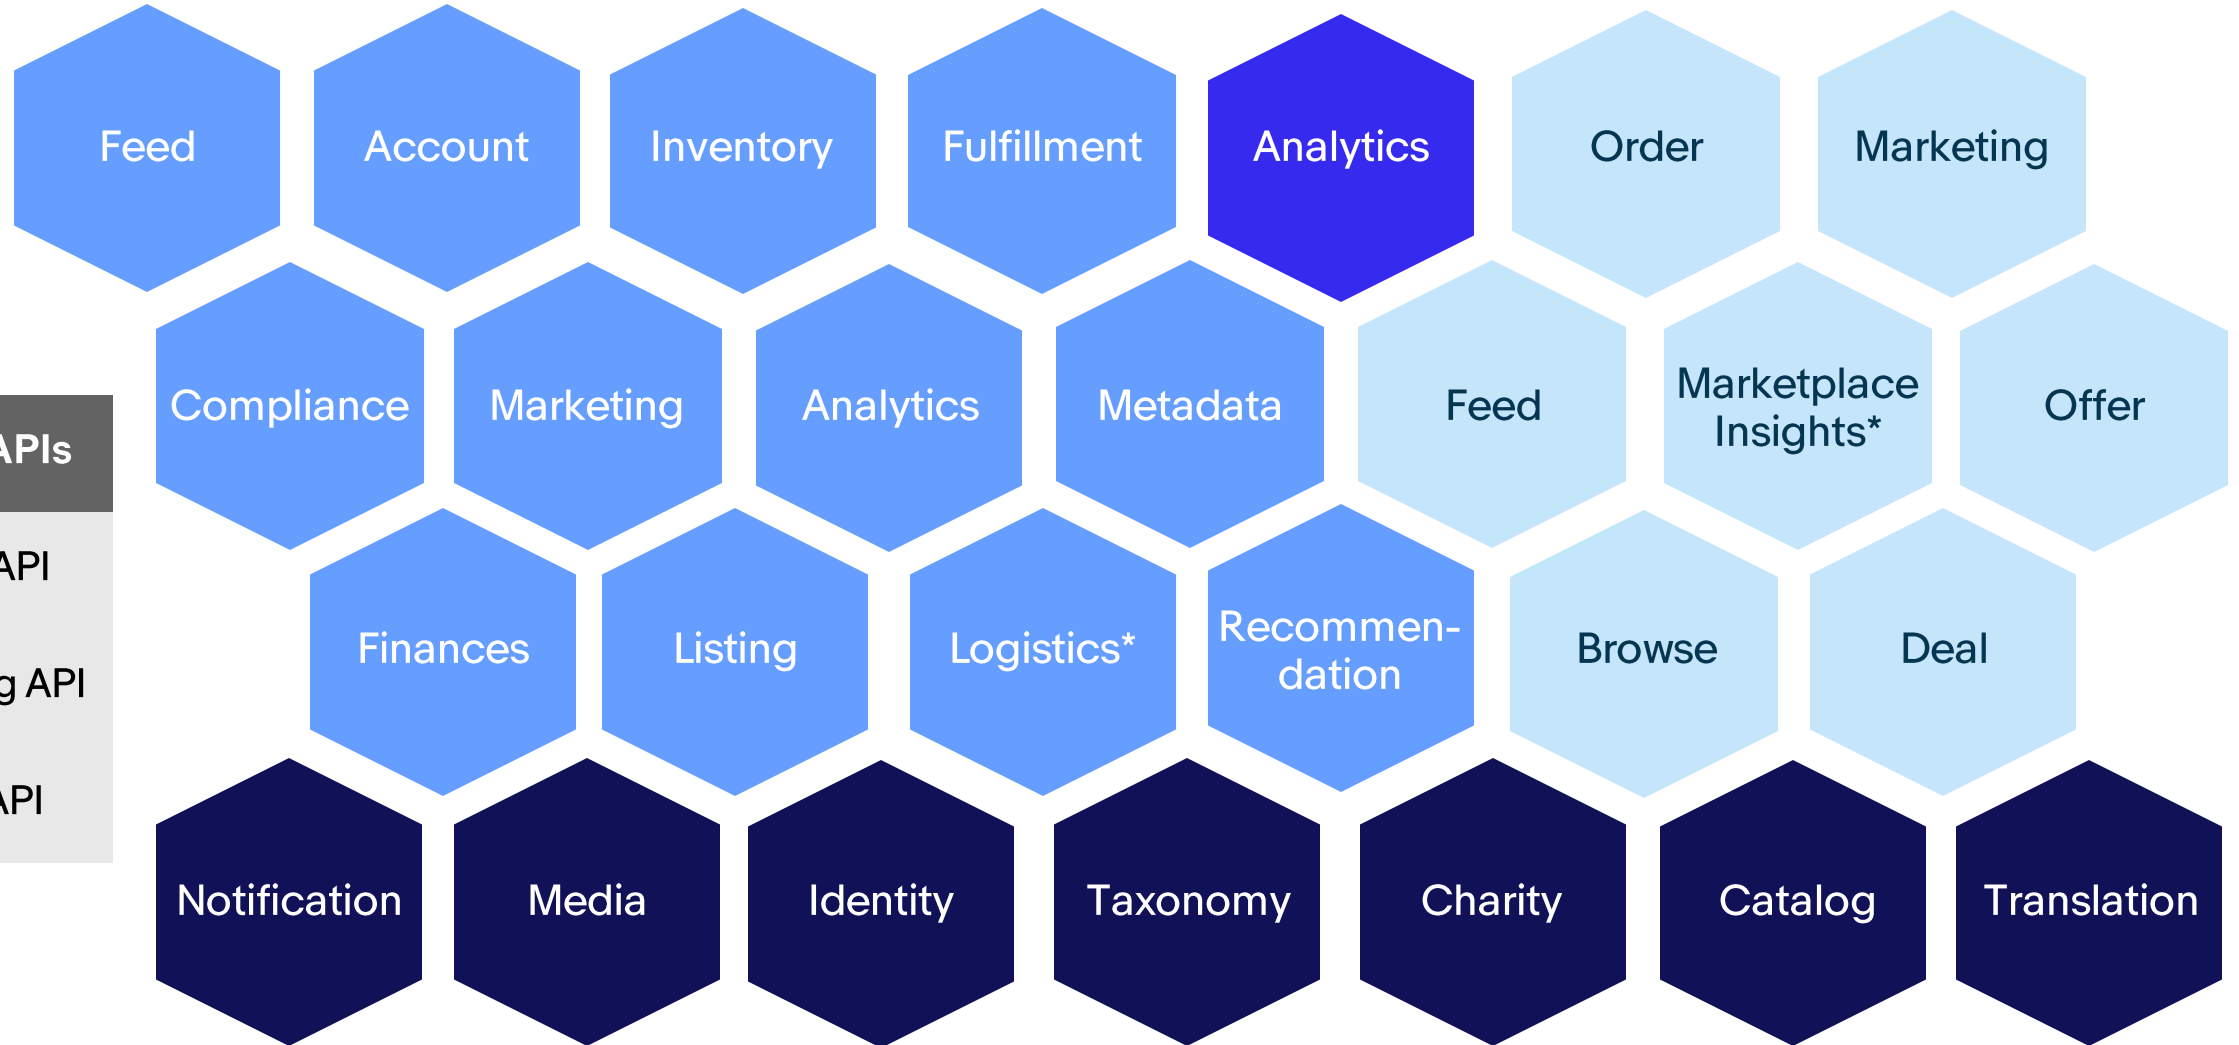 Feed
Account
Inventory
Fulfillment
Analytics
Order
Marketing
Compliance
Marketing
Analytics
Metadata
Feed
Marketplace
Insights*
Offer
APIs
API
g API
API
Finances
Listing
Logistics*
Recommen-
dation
Browse
Deal
Notification
Media
Identity
Taxonomy
Charity
Catalog
Translation